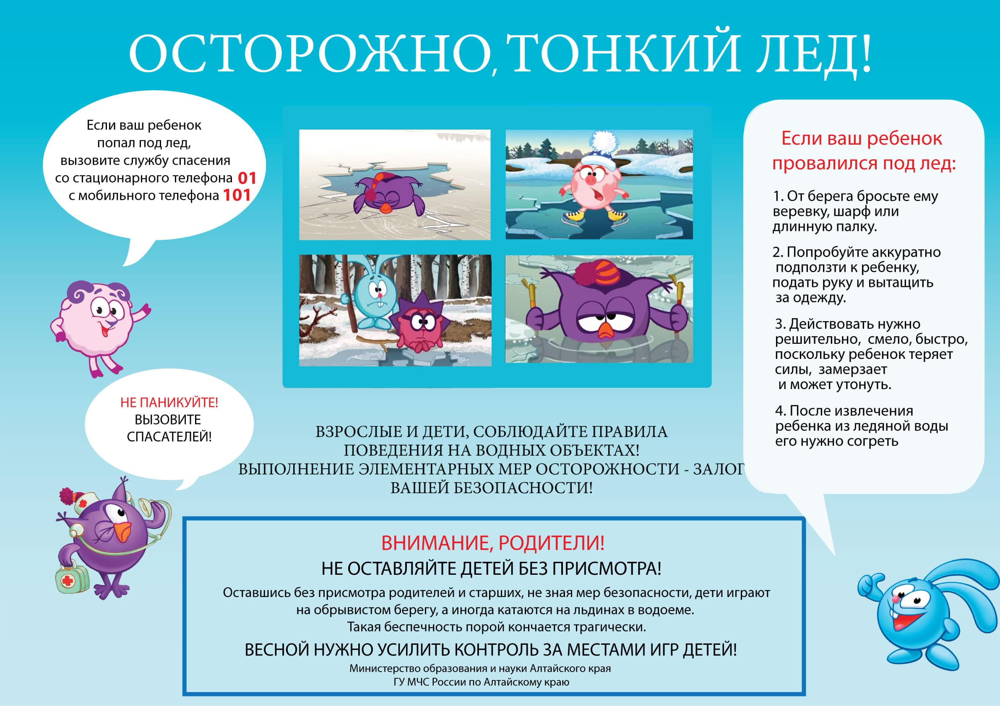 ОСТОРОЖНО, ТОНКИЙ ЛЕД!
Если ваш ребенок
попал под лед,
вызовите службу спасения
со стационарного телефона 01
с мобильного телефона 101
НЕ ПАНИКУЙТЕ!
ВЫЗОВИТЕ
СПАСАТЕЛЕЙ!
Если ваш ребенок
провалился под лед:
1. От берега бросьте ему
веревку, шарф или
длинную палку.
2. Попробуйте аккуратно
подползти к ребенку,
подать руку и вытащить
за одежду.
3. Действовать нужно
решительно, смело, быстро,
поскольку ребенок теряет
силы, замерзает
и может утонуть.
4. После извлечения
ребенка из ледяной воды
его нужно согреть
ВЗРОСЛЫЕ И ДЕТИ, СОБЛЮДАЙТЕ ПРАВИЛА
ПОВЕДЕНИЯ НА ВОДНЫХ ОБЪЕКТАХ!
ВЫПОЛНЕНИЕ ЭЛЕМЕНТАРНЫХ МЕР ОСТОРОЖНОСТИ - ЗАЛОГ
ВАШЕЙ БЕЗОПАСНОСТИ!
ВНИМАНИЕ, РОДИТЕЛИ!
НЕ ОСТАВЛЯЙТЕ ДЕТЕЙ БЕЗ ПРИСМОТРА!
Оставшись без присмотра родителей и старших, не зная мер безопасности, дети играют
на обрывистом берегу, а иногда катаются на льдинах в водоеме.
Такая беспечность порой кончается трагически.
ВЕСНОЙ НУЖНО УСИЛИТЬ КОНТРОЛЬ ЗА МЕСТАМИ ИГР ДЕТЕЙ!
Министерство образования и науки Алтайского края
ГУ МЧС России по Алтайскому краю